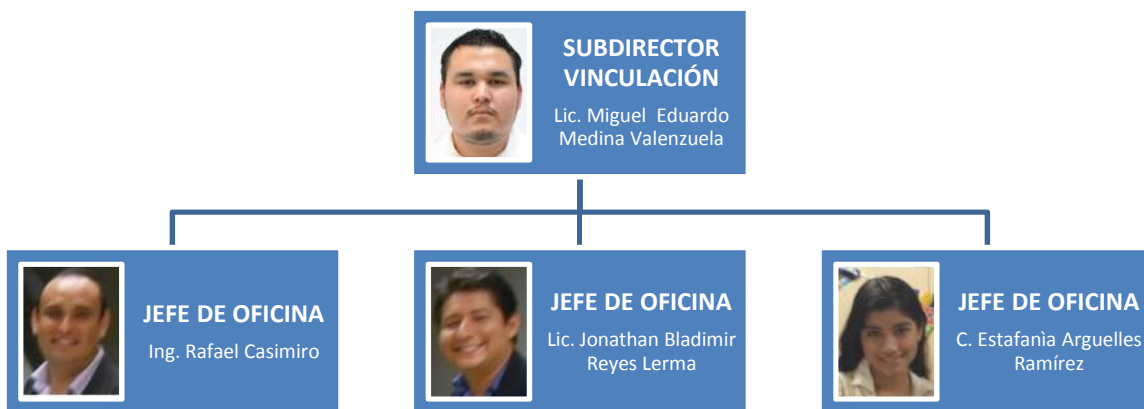 SUBDIRECTOR
VINCULACIÓN
Lic. Miguel Eduardo
Medina Valenzuela
JEFE DE OFICINA
Ing. Rafael Casimiro
JEFE DE OFICINA
Lic. Jonathan Bladimir
Reyes Lerma
JEFE DE OFICINA
C. Estafanìa Arguelles
Ramírez